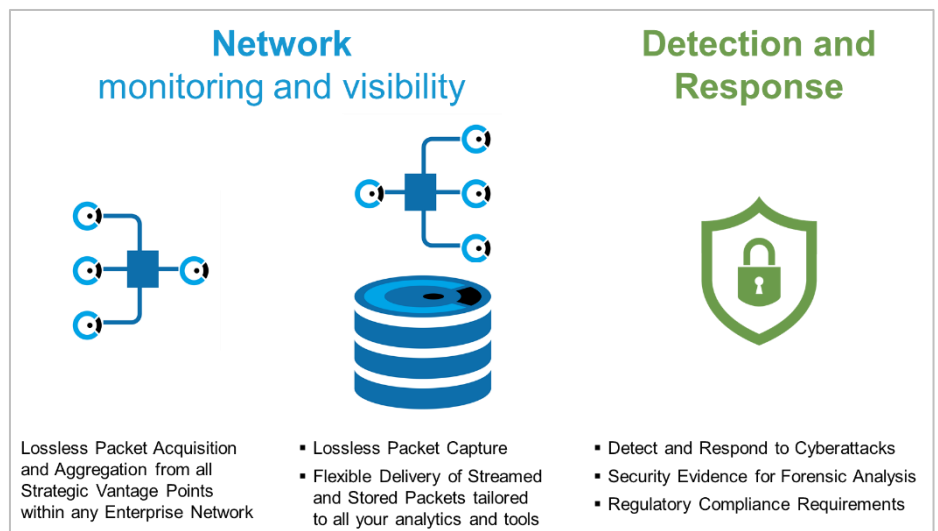 Network
monitoring and visibility
Detection and
Response
Lossless Packet Acquisition
and Aggregation from all
Strategic Vantage Points
within any Enterprise Network
▪ Lossless Packet Capture
▪ Flexible Delivery of Streamed
and Stored Packets tailored
to all your analytics and tools
▪ Detect and Respond to Cyberattacks
▪ Security Evidence for Forensic Analysis
▪ Regulatory Compliance Requirements